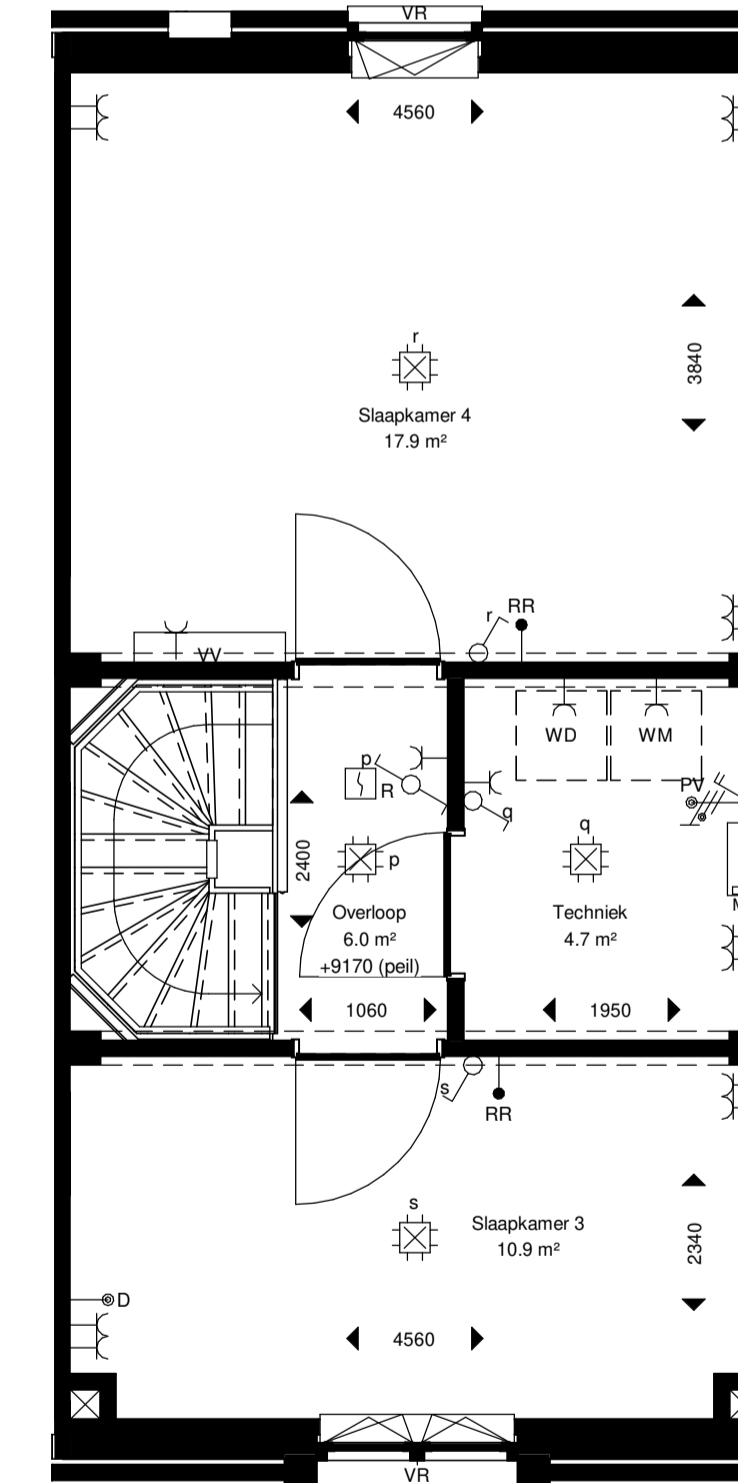 VR
4560
3840
r
Slaapkamer 4
17.9 m²
r
RR
VV
WD
WM
p
R
PV
q
q
p
2400
Overloop
6.0 m²
+9170 (peil)
Techniek
4.7 m²
1060
1950
s
RR
s
Slaapkamer 3
10.9 m²
2340
D
4560
VR